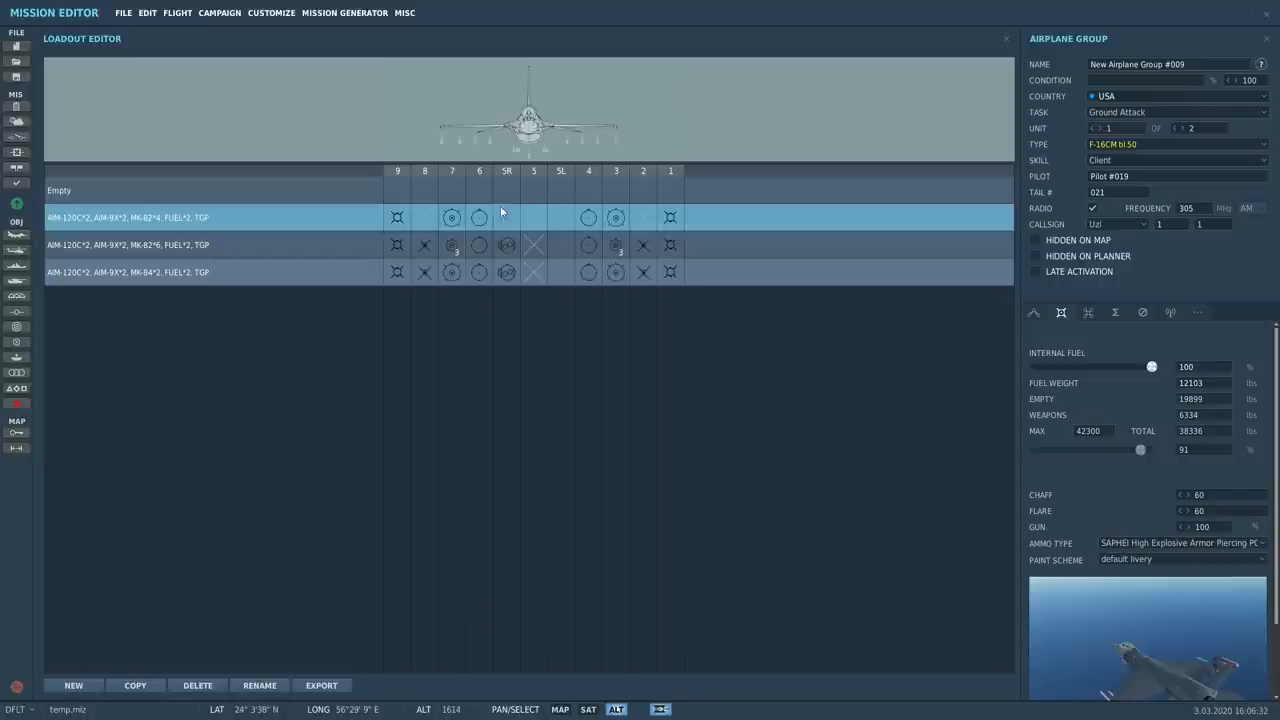 MISSION EDITOR FILE EDIT FLIGHT CAMPAIGN CUSTOMIZE MISSION GENERATOR MISC
FILE
MIS
OBJ
MAP
LOADOUT EDITOR
9 8 7 6 5R 5 5L 4 3 2 1
Empty
AIM-120C*2, AIM-9X*2, MK-82*4, FUEL*2, TGP
AIM-120C*2, AIM-9X*2, MK-82*6, FUEL*2, TGP
3 3
AIM-120C*2, AIM-9X*2, MK-84*2, FUEL*2, TGP
NEW COPY DELETE RENAME EXPORT
AIRPLANE GROUP
NAME New Airplane Group #009 ?
CONDITION % < > 100
COUNTRY USA
TASK Ground Attack
UNIT < > 1 OF < > 2
TYPE F-16CM bl.50
SKILL Client
PILOT Pilot #019
TAIL # 021
RADIO FREQUENCY 305 MHz AM
CALLSIGN Uzi 1 1
HIDDEN ON MAP
HIDDEN ON PLANNER
LATE ACTIVATION
INTERNAL FUEL
100 %
FUEL WEIGHT 12103 lbs
EMPTY 19899 lbs
WEAPONS 6334 lbs
MAX 42300 TOTAL 38336 lbs
91 %
CHAFF < > 60
FLARE < > 60
GUN < > 100 %
AMMO TYPE SAPHEI High Explosive Armor Piercing PC
PAINT SCHEME default livery
DFLT temp.miz LAT 24° 3'38" N LONG 56°29' 9" E ALT 1614 PAN/SELECT MAP SAT ALT 3.03.2020 16:06:32